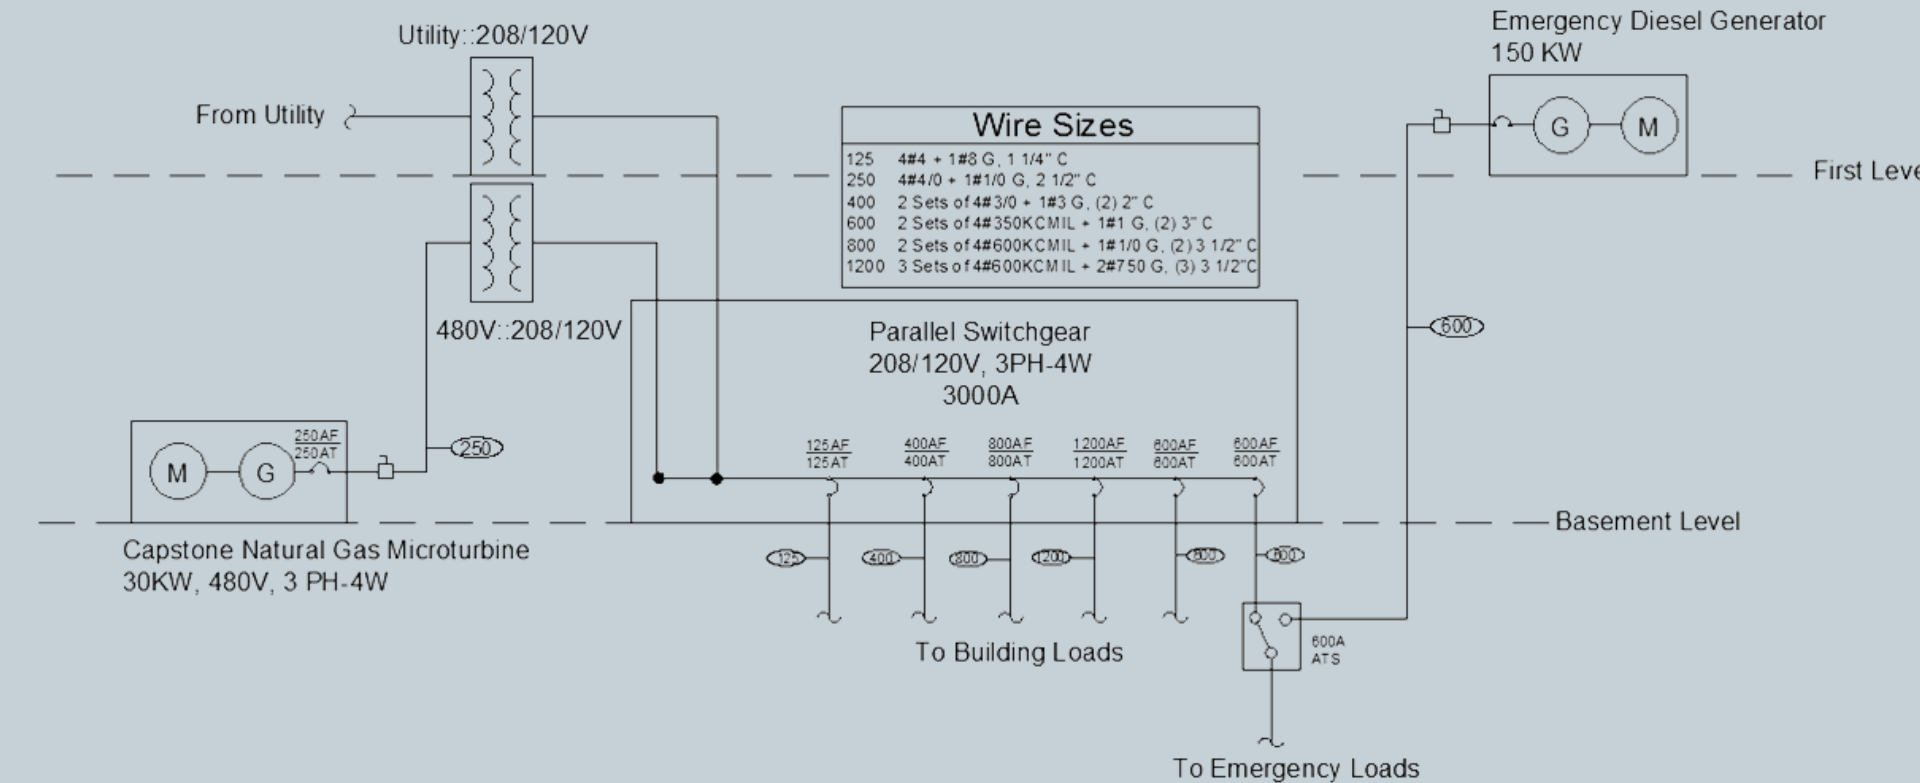 Utility::208/120V
From Utility
Emergency Diesel Generator
150 KW
G
M
First Leve
Wire Sizes
125 4#4 + 1#8 G, 1 1/4" C
250 4#4/0 + 1#1/0 G, 2 1/2" C
400 2 Sets of 4#3/0 + 1#3 G, (2) 2" C
600 2 Sets of 4#350KCMIL + 1#1 G, (2) 3" C
800 2 Sets of 4#600KCMIL + 1#1/0 G, (2) 3 1/2" C
1200 3 Sets of 4#600KCMIL + 2#750 G, (3) 3 1/2"C
480V::208/120V
Parallel Switchgear
208/120V, 3PH-4W
3000A
600
M
G
250AF
250AT
250
125AF
125AT
400AF
400AT
800AF
800AT
1200AF
1200AT
600AF
600AT
600AF
600AT
Basement Level
Capstone Natural Gas Microturbine
30KW, 480V, 3 PH-4W
125
400
800
1200
600
600
To Building Loads
600A
ATS
To Emergency Loads